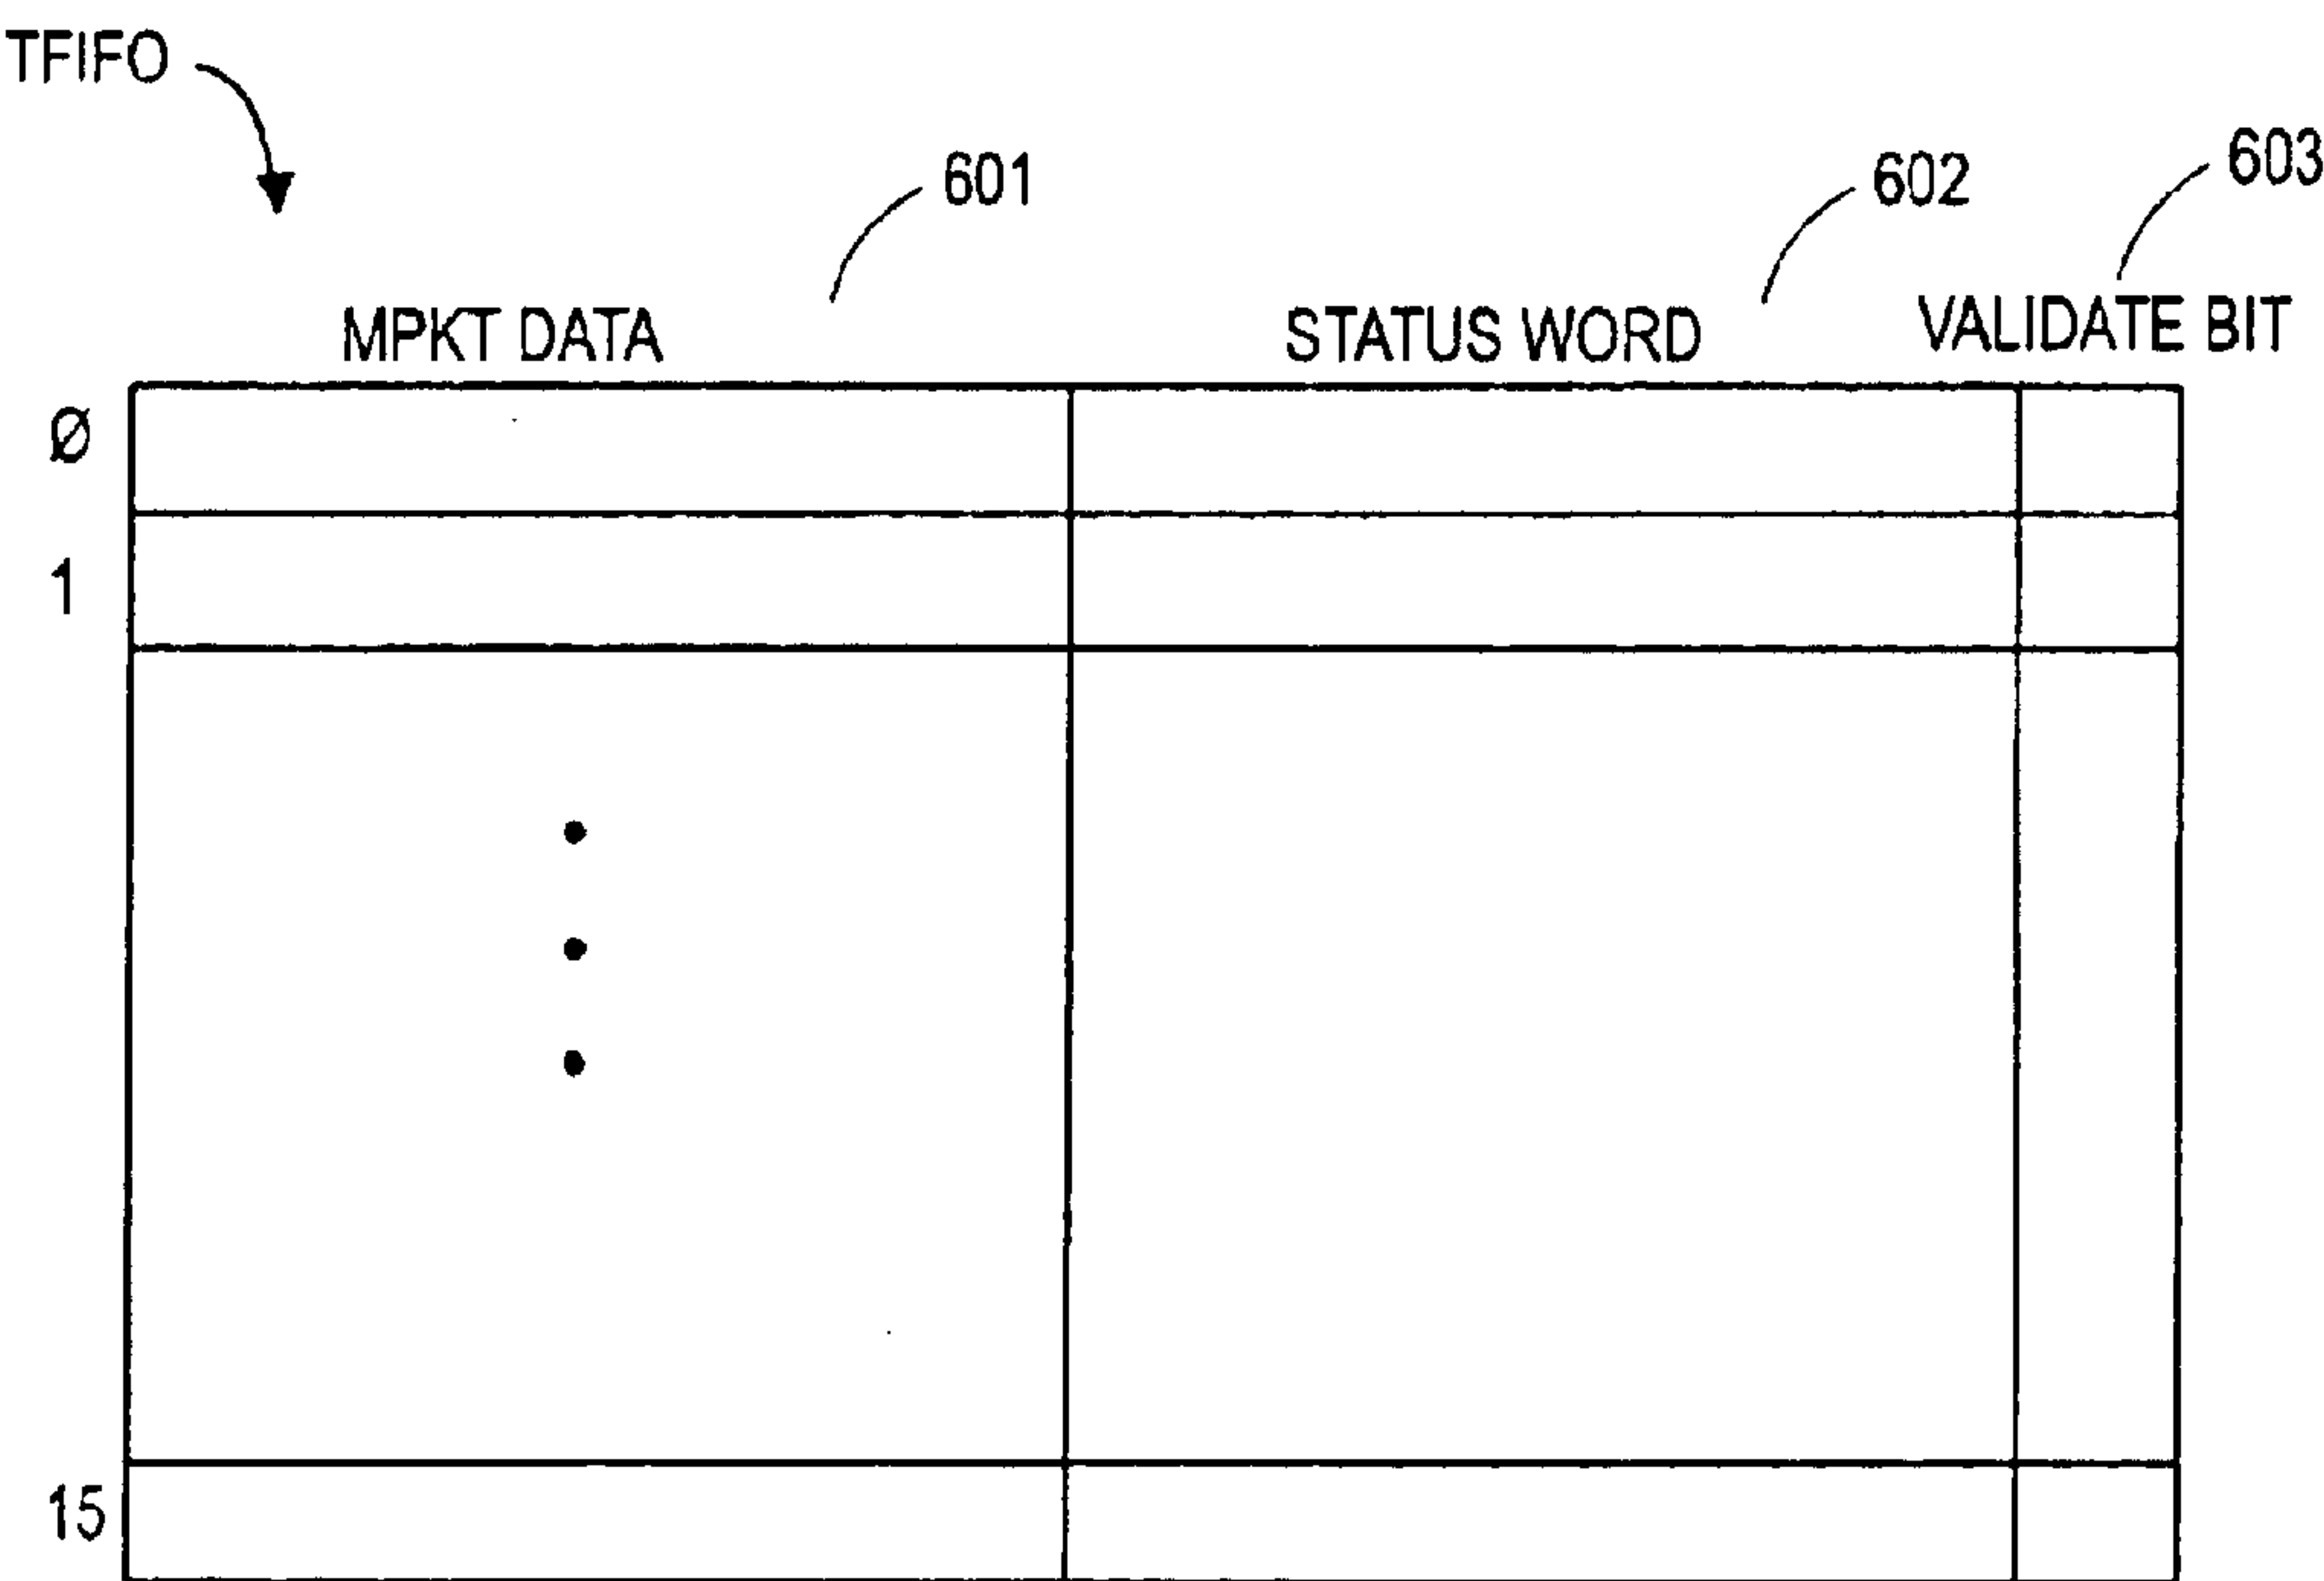 TFIFO
601
602
603
MPKT DATA
STATUS WORD
VALIDATE BIT
Ø
1
15